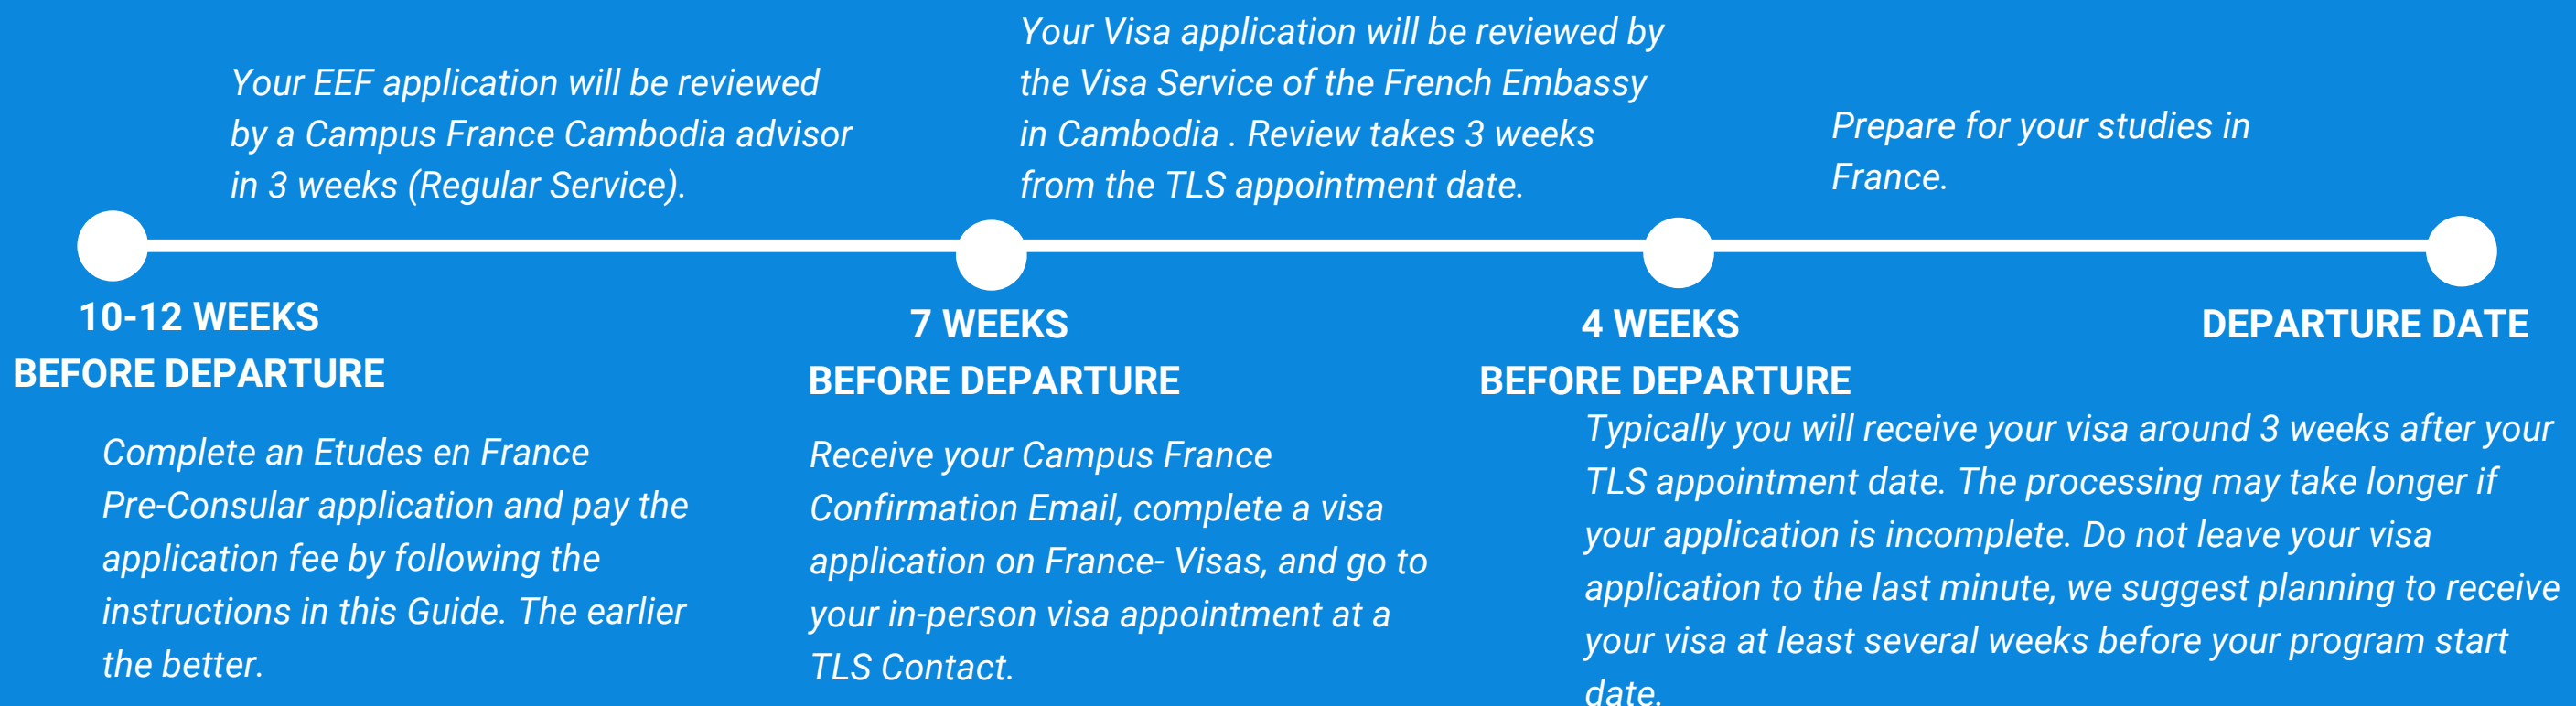 Your EEF application will be reviewed
by a Campus France Cambodia advisor
in 3 weeks (Regular Service).
Your Visa application will be reviewed by
the Visa Service of the French Embassy
in Cambodia . Review takes 3 weeks
from the TLS appointment date.
Prepare for your studies in
France.
10-12 WEEKS
BEFORE DEPARTURE
Complete an Etudes en France
Pre-Consular application and pay the
application fee by following the
instructions in this Guide. The earlier
the better.
7 WEEKS
BEFORE DEPARTURE
Receive your Campus France
Confirmation Email, complete a visa
application on France- Visas, and go to
your in-person visa appointment at a
TLS Contact.
4 WEEKS
BEFORE DEPARTURE
Typically you will receive your visa around 3 weeks after your
TLS appointment date. The processing may take longer if
your application is incomplete. Do not leave your visa
application to the last minute, we suggest planning to receive
your visa at least several weeks before your program start
date.
DEPARTURE DATE